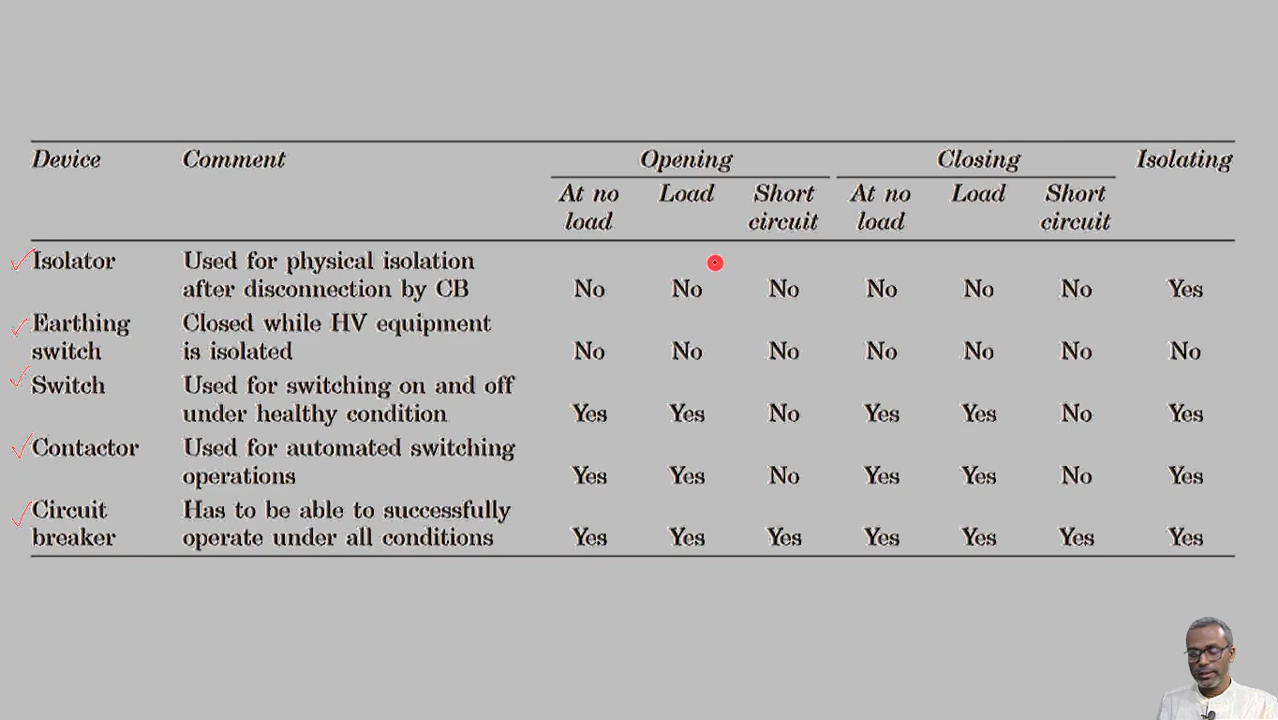 Device Comment Opening Closing Isolating
At no load Load Short circuit At no load Load Short circuit
Isolator Used for physical isolation
after disconnection by CB No No No No No No Yes
Earthing Closed while HV equipment
switch is isolated No No No No No No No
Switch Used for switching on and off
under healthy condition Yes Yes No Yes Yes No Yes
Contactor Used for automated switching
operations Yes Yes No Yes Yes No Yes
Circuit Has to be able to successfully
breaker operate under all conditions Yes Yes Yes Yes Yes Yes Yes